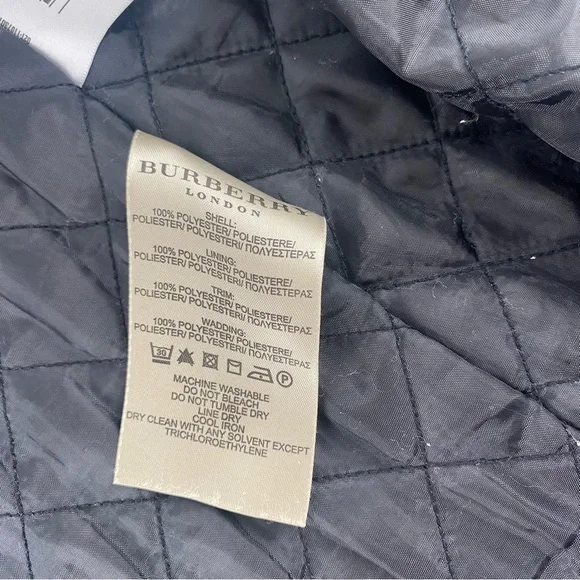 BURBERRY
LONDON
SHELL:
100% POLYESTER/ POLIESTERE/
POLIESTER/ POLYESTER/ ΠΟΛΥΕΣΤΕΡΑΣ
LINING:
100% POLYESTER/ POLIESTERE/
POLIESTER/ POLYESTER/ ΠΟΛΥΕΣΤΕΡΑΣ
TRIM:
100% POLYESTER/ POLIESTERE/
POLIESTER/ POLYESTER/ ΠΟΛΥΕΣΤΕΡΑΣ
WADDING:
100% POLYESTER/ POLIESTERE/
POLIESTER/ POLYESTER/ ΠΟΛΥΕΣΤΕΡΑΣ
30 P
MACHINE WASHABLE
DO NOT BLEACH
DO NOT TUMBLE DRY
LINE DRY
COOL IRON
DRY CLEAN WITH ANY SOLVENT EXCEPT
TRICHLOROETHYLENE